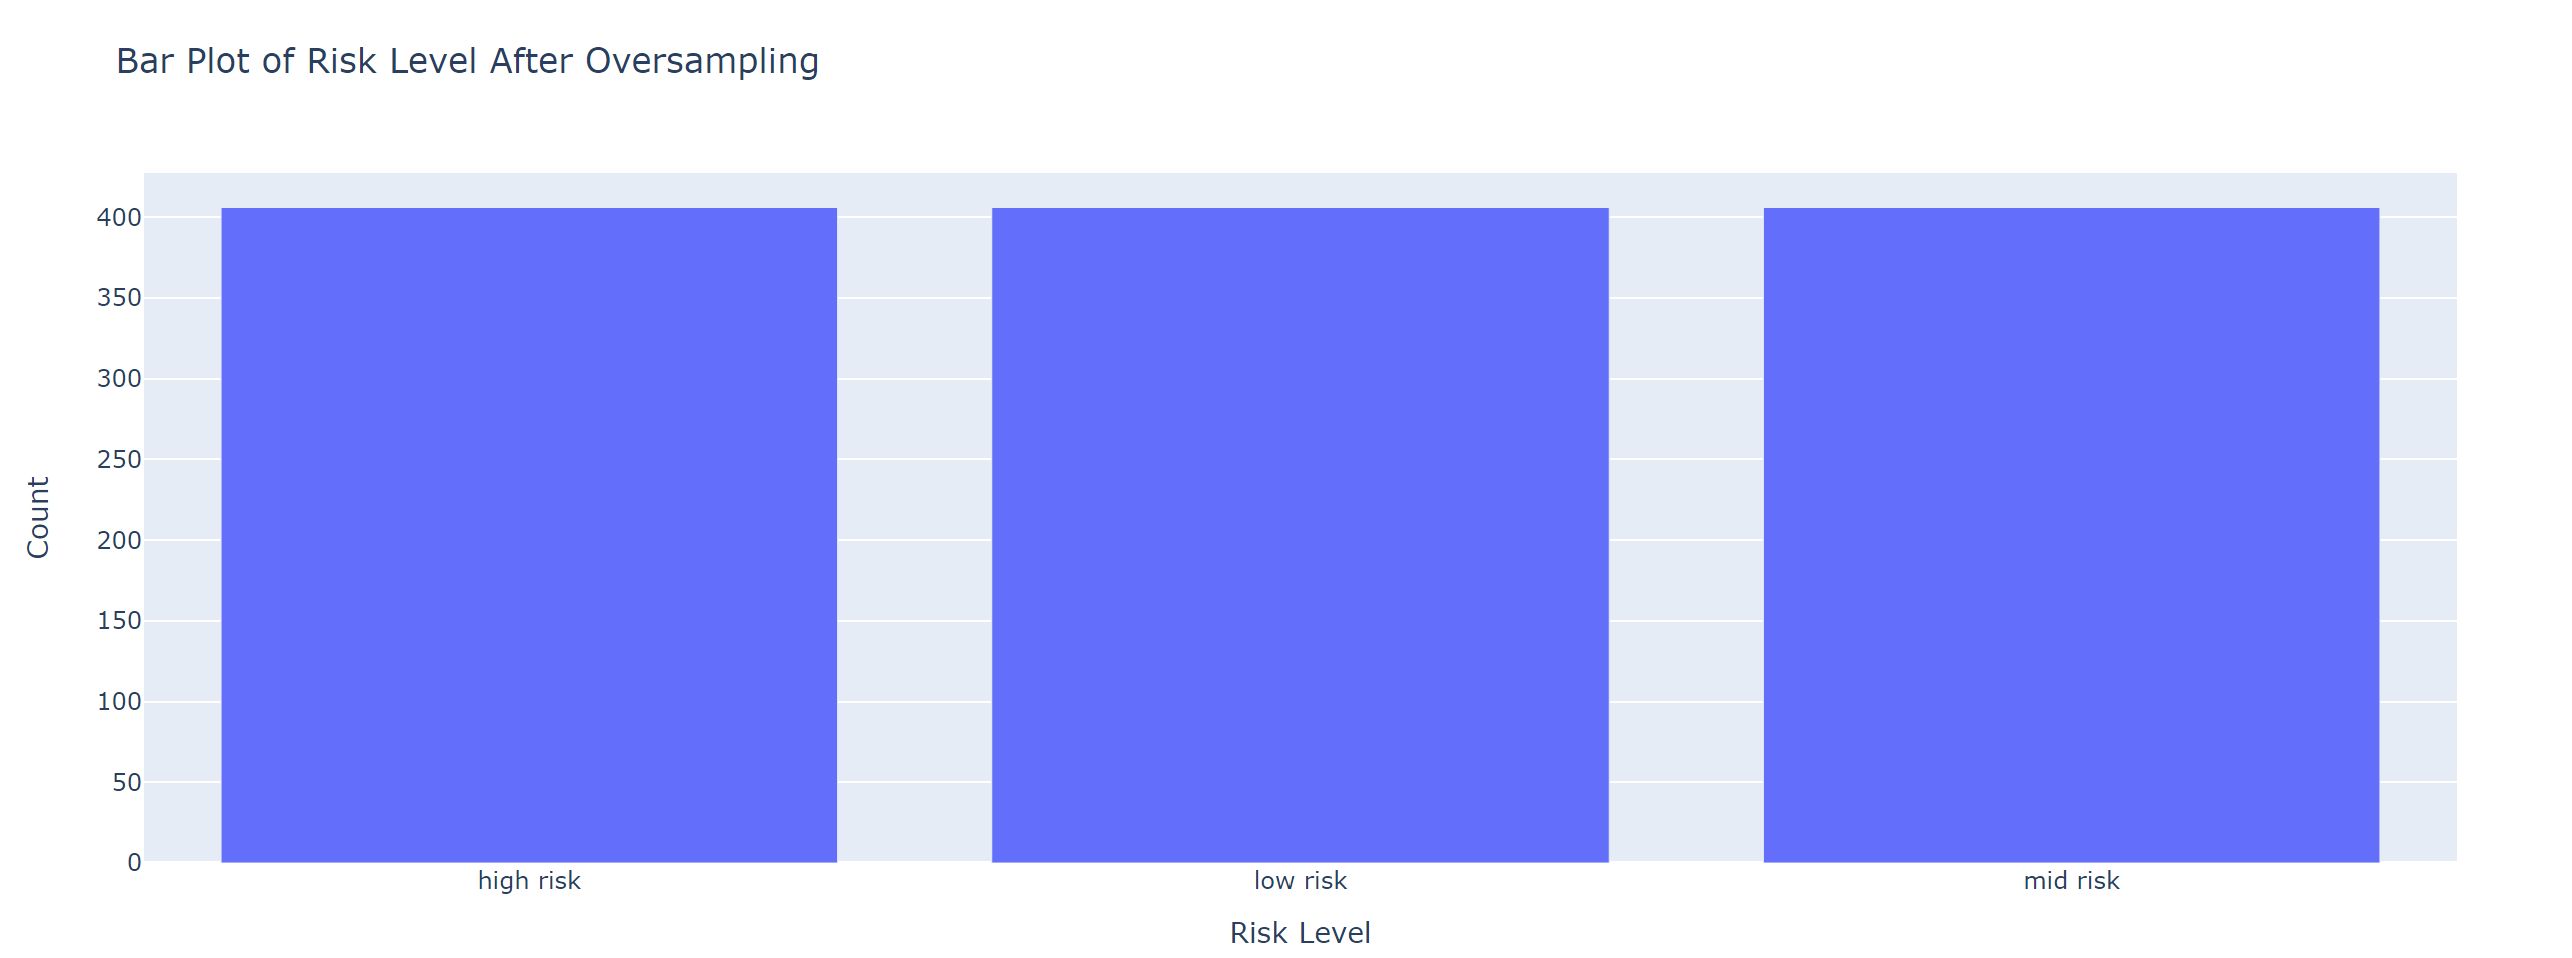 Bar Plot of Risk Level After Oversampling
400
350
300
250
200
150
100
50
0
Count
high risk
low risk
mid risk
Risk Level